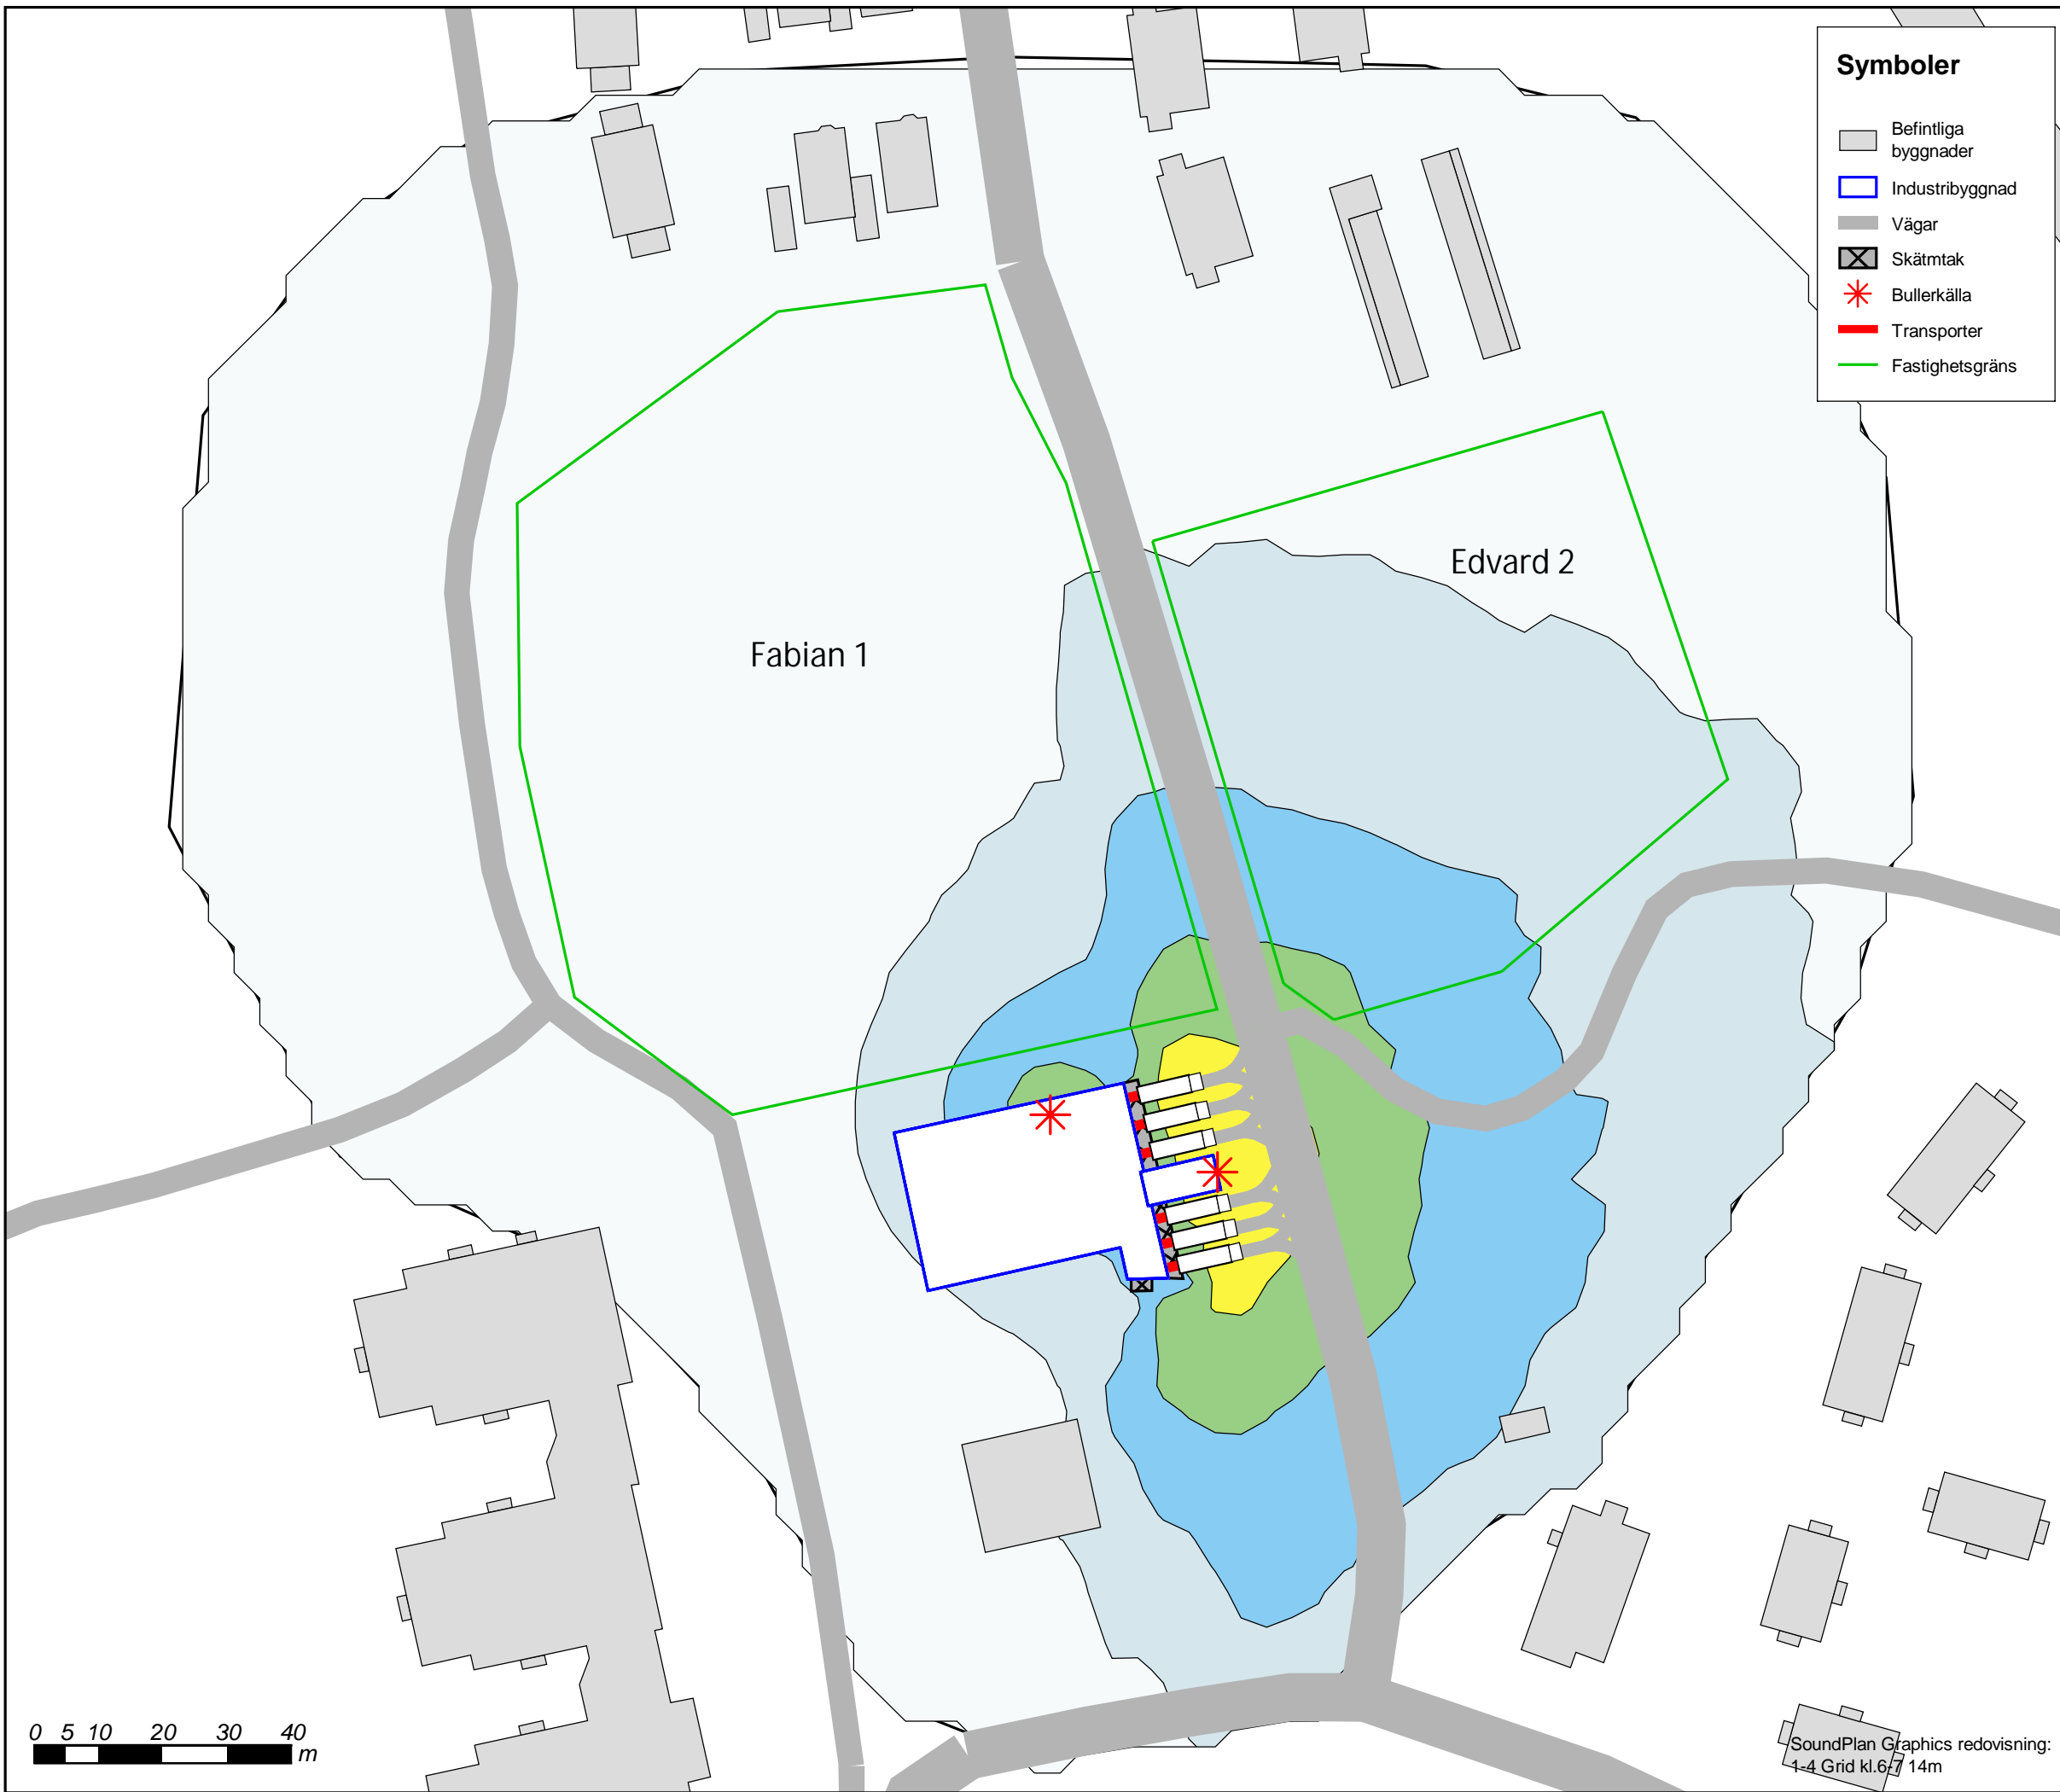 Symboler
Befintliga
byggnader
Industribyggnad
Vägar
Skätmtak
Bullerkälla
Transporter
Fastighetsgräns
Edvard 2
Fabian 1
0 5 10 20 30 40
m
SoundPlan Graphics redovisning:
1-4 Grid kl.6-7 14m